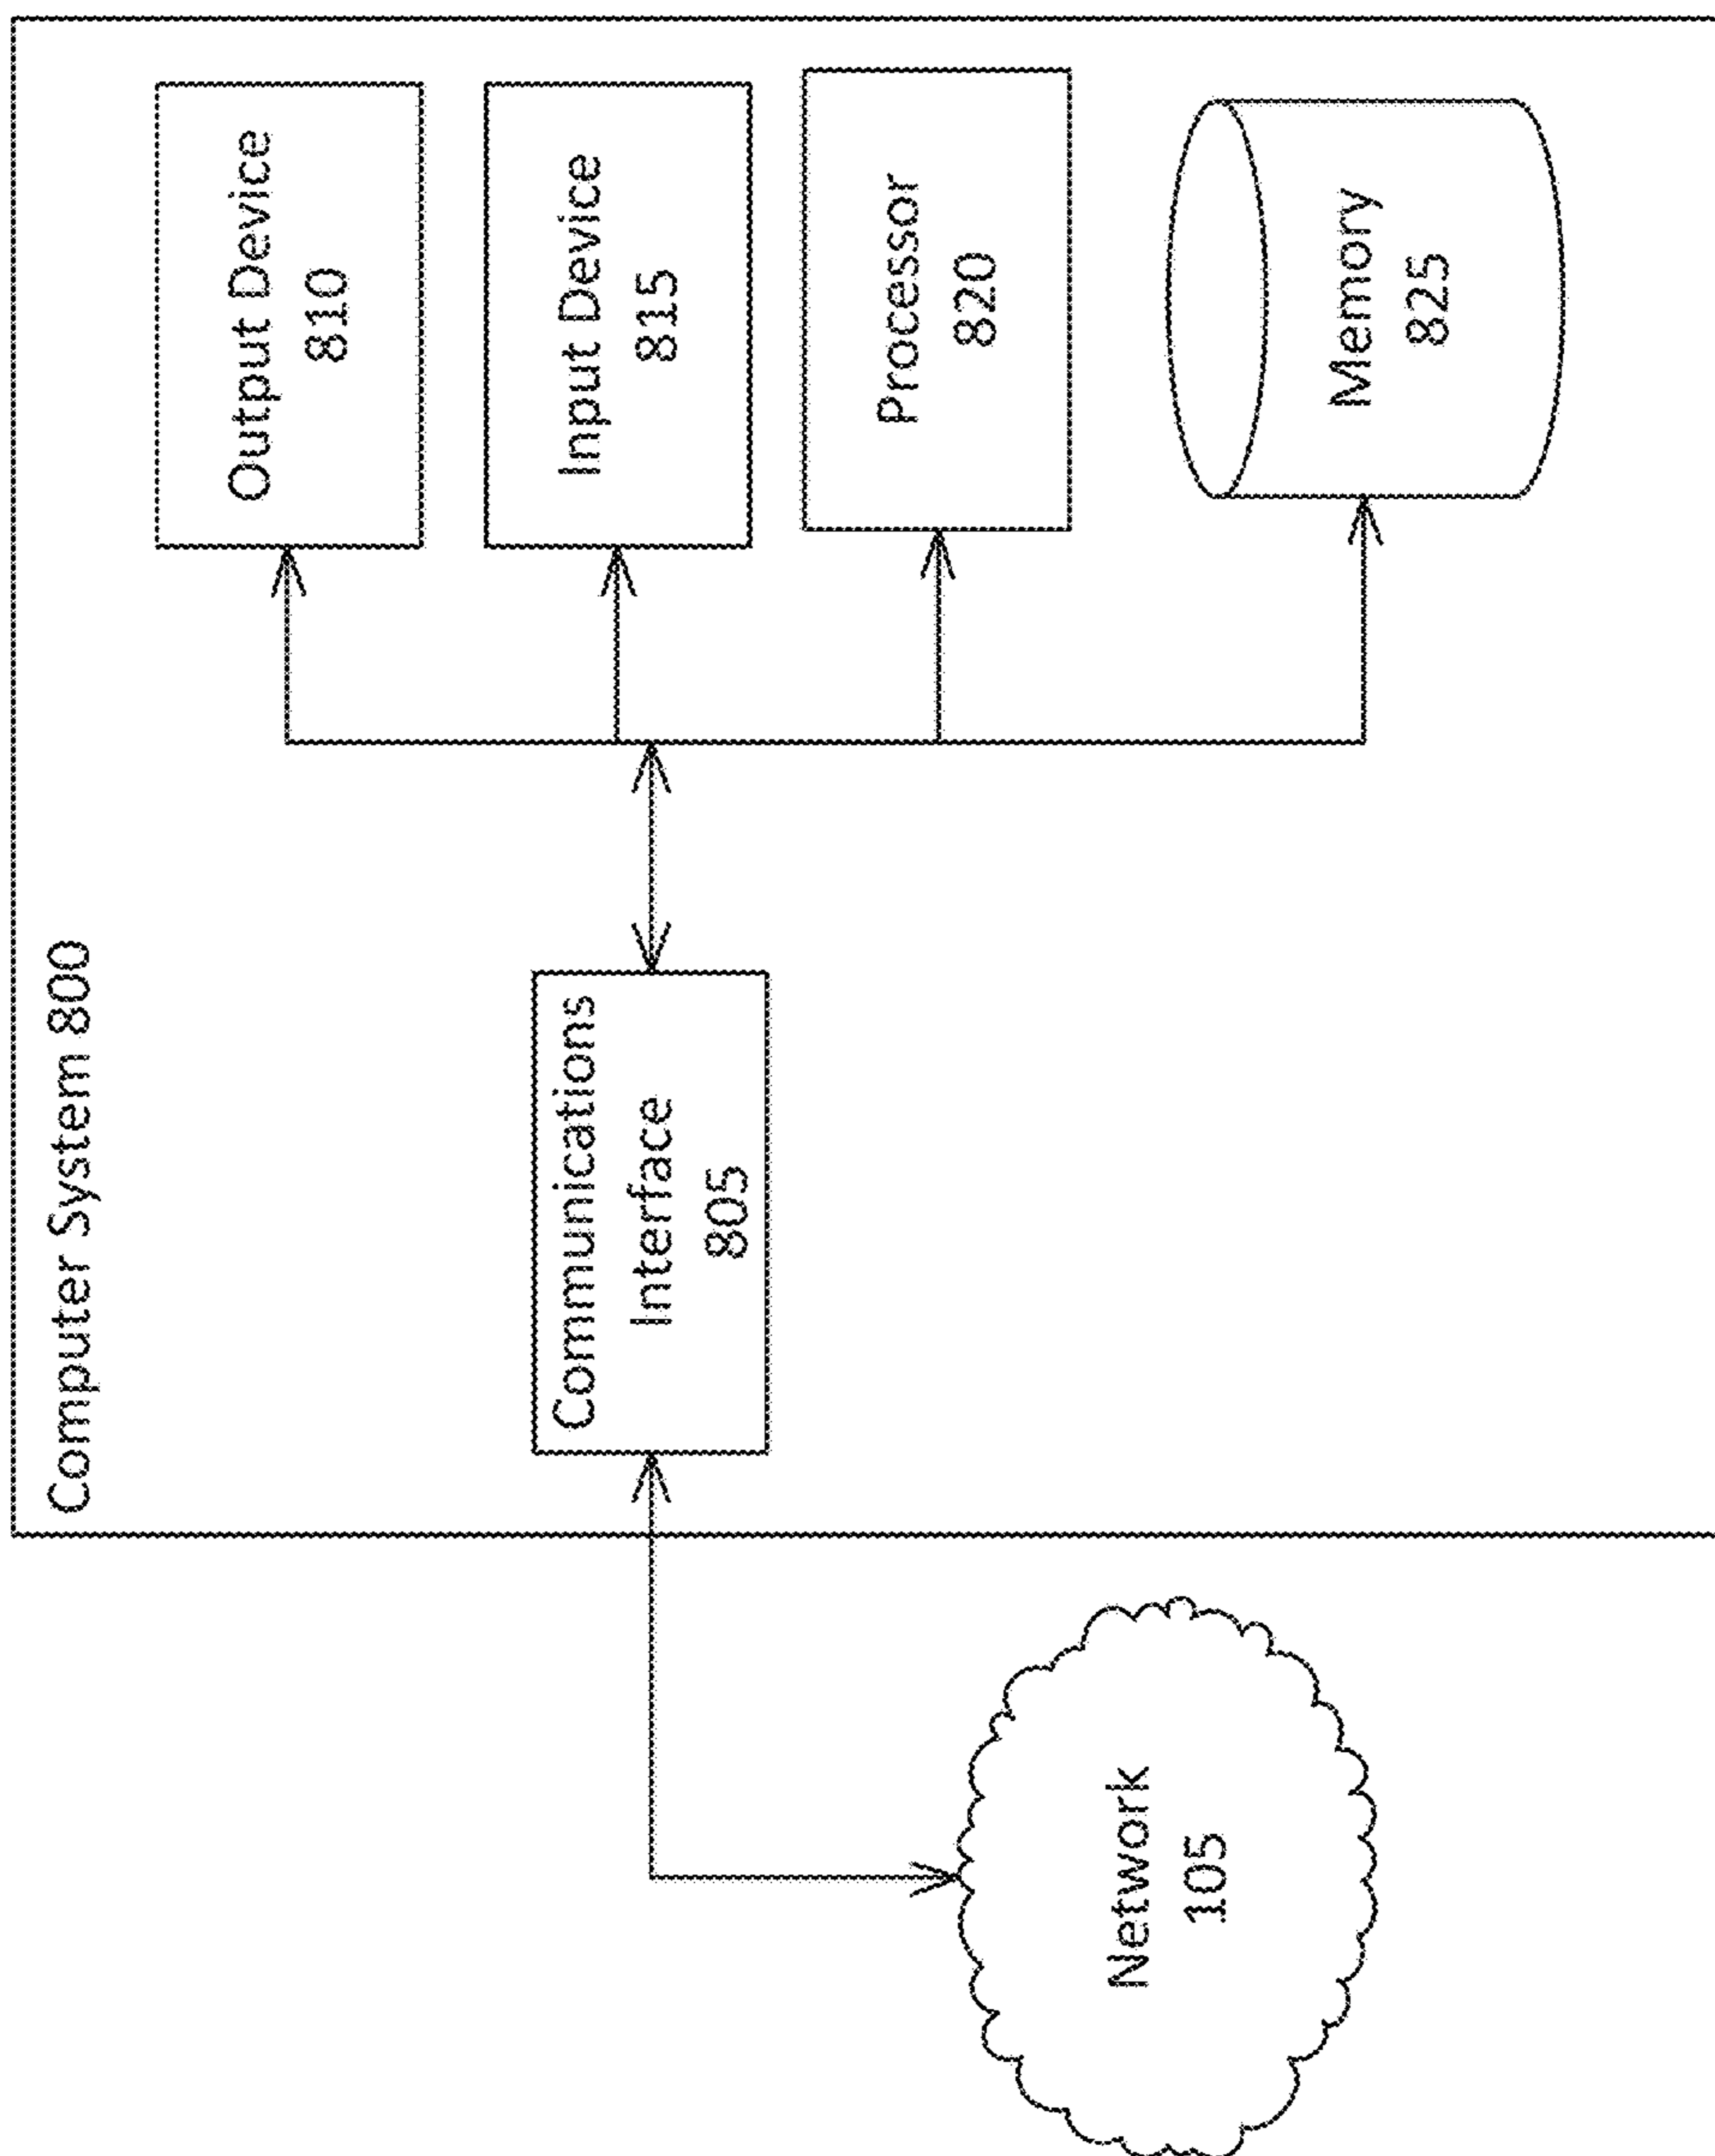 Computer System 800
Output Device
810
Input Device
815
Communications
Interface
805
Processor
820
Network
105
Memory
825